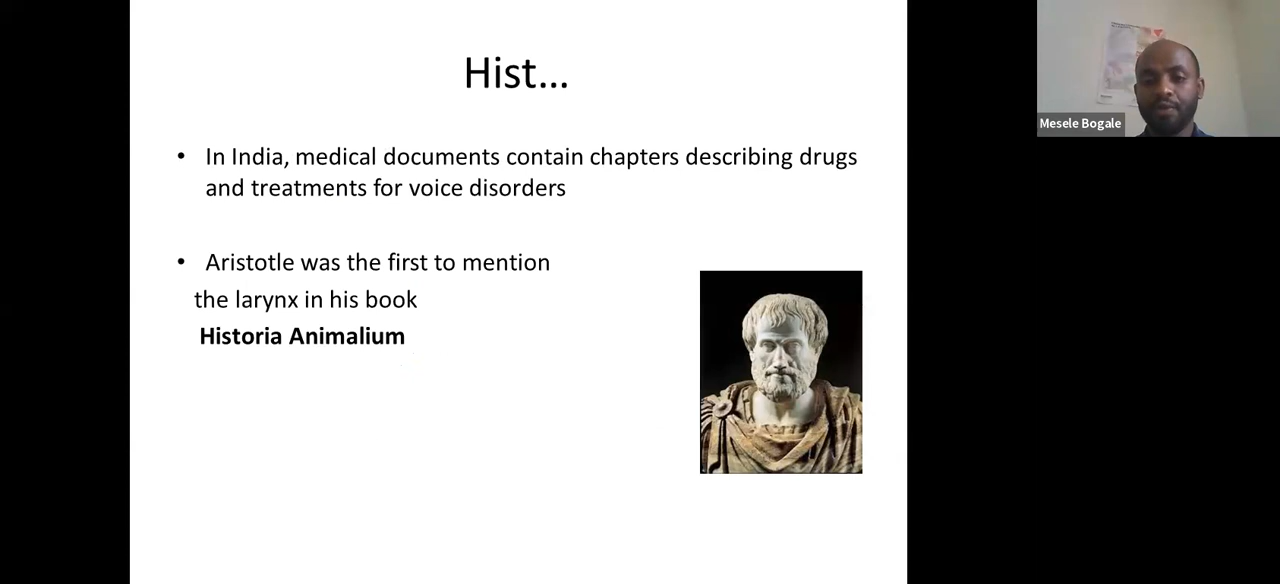 Hist...
• In India, medical documents contain chapters describing drugs
and treatments for voice disorders
• Aristotle was the first to mention
the larynx in his book
Historia Animalium
Mesele Bogale